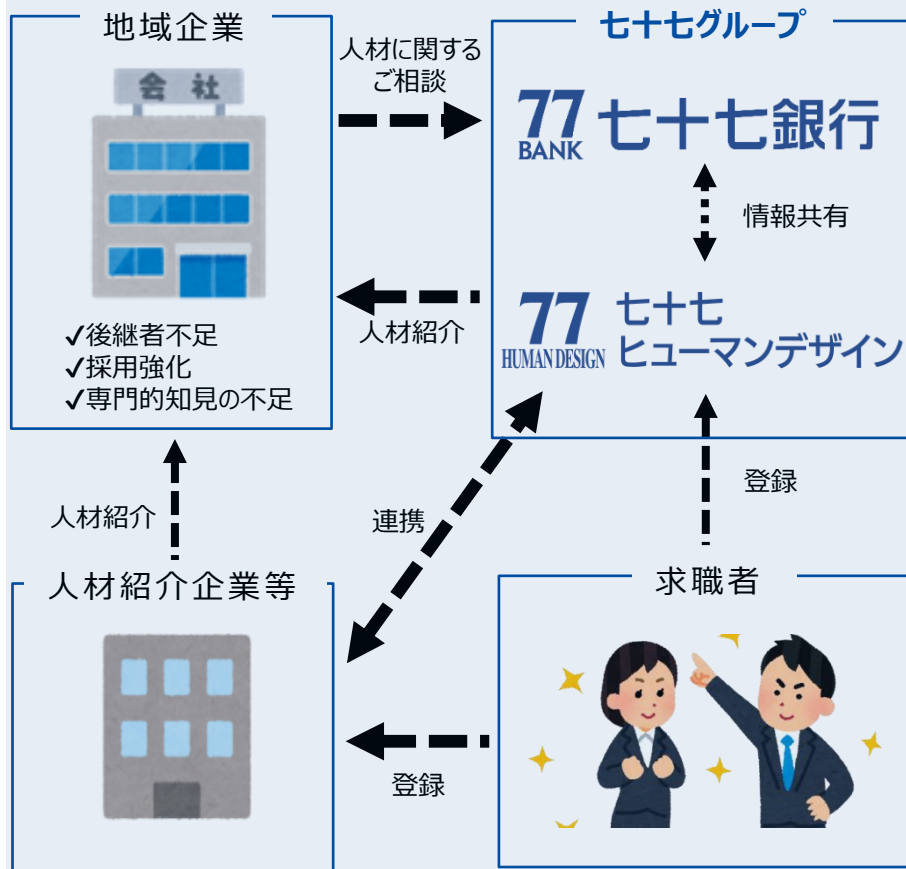 地域企業
会社
✓後継者不足
✓採用強化
✓専門的知見の不足
人材に関する
ご相談
人材紹介
七十七グループ
77
BANK
七十七銀行
情報共有
77
HUMAN DESIGN
七十七
ヒューマンデザイン
人材紹介
連携
登録
人材紹介企業等
求職者
登録